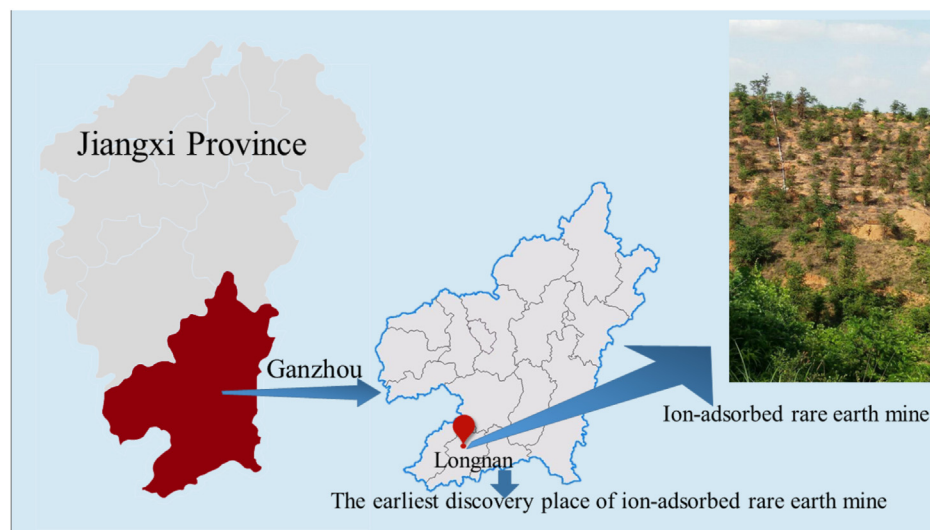 Jiangxi Province
Ganzhou
Ion-adsorbed rare earth mine
Longnan
The earliest discovery place of ion-adsorbed rare earth mine